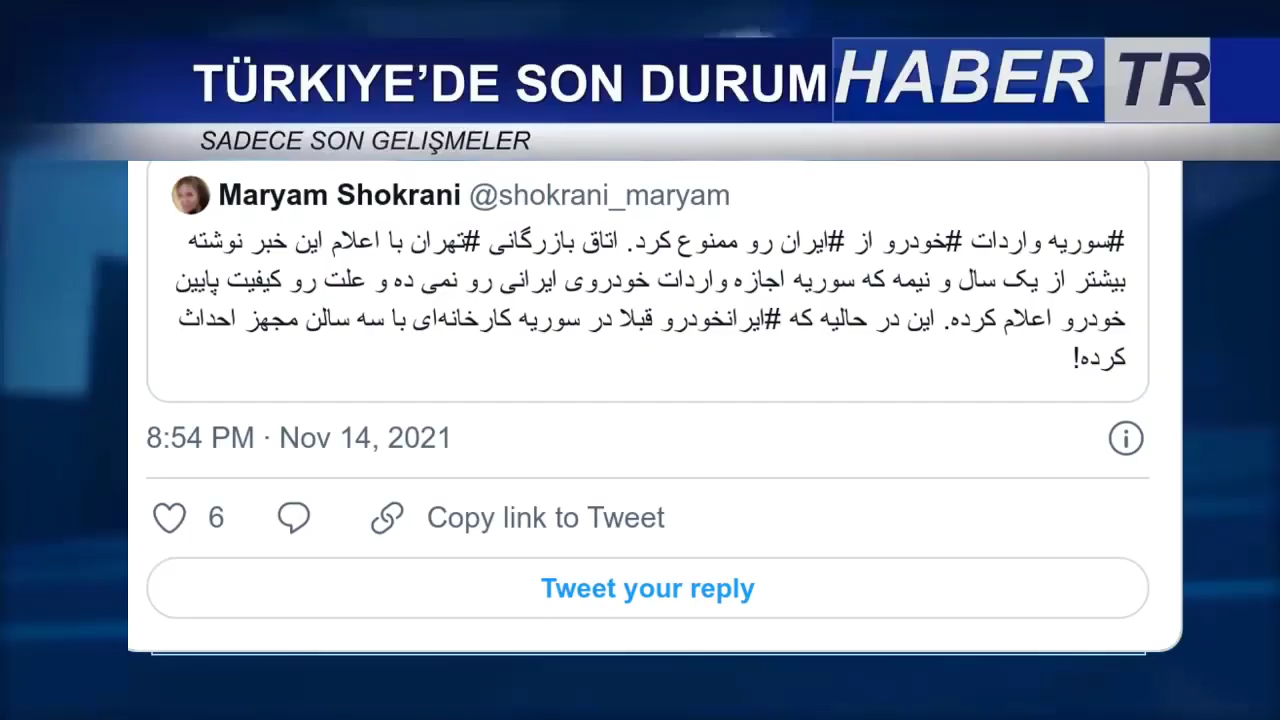 TÜRKIYE’DE SON DURUM HABER TR
SADECE SON GELIŞMELER
Maryam Shokrani @shokrani_maryam
#سوریه واردات #خودرو از #ایران رو ممنوع کرد. اتاق بازرگانی #تهران با اعلام این خبر نوشته
بیشتر از یک سال و نیمه که سوریه اجازه واردات خودروی ایرانی رو نمی ده و علت رو کیفیت پایین
خودرو اعلام کرده. این در حالیه که #ایرانخودرو قبلا در سوریه کارخانه‌ای با سه سالن مجهز احداث
کرده!
8:54 PM · Nov 14, 2021
6
Copy link to Tweet
Tweet your reply